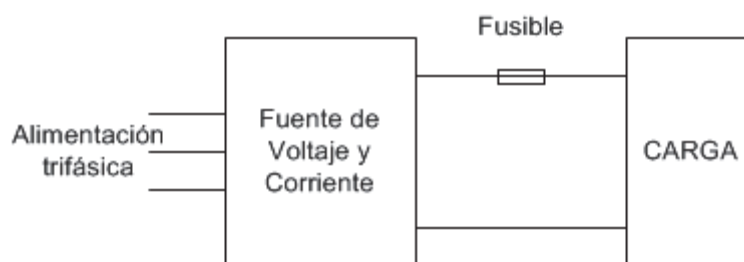 Fusible
Alimentación
trifásica
Fuente de
Voltaje y
Corriente
CARGA